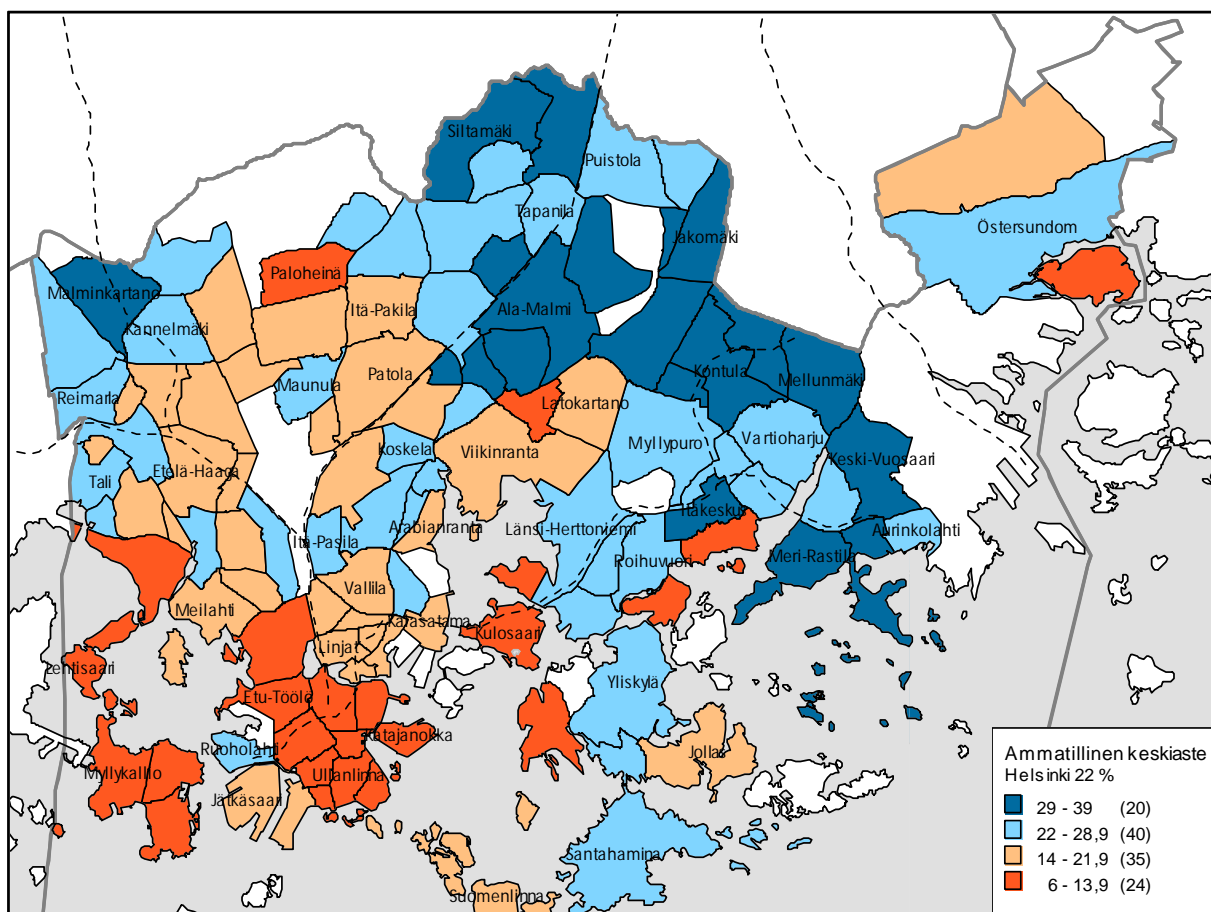 Siltamäki
Puistola
Tapanila
Östersundom
Jakomäki
Paloheinä
Malminkartano
Itä-Pakila
Ala-Malmi
Kannelmäki
Kontula
Mellunmäki
Patola
Maunula
Reimarla
Latokartano
Vartioharju
Myllypuro
Koskela
Viikinranta
Keski-Vuosaari
Etelä-Haaga
Tali
Itäkeskus
Arabianranta
Länsi-Herttoniemi
Aurinkolahti
Itä-Pasila
Roihuvuori
Meri-Rastila
Vallila
Meilahti
Kalasatama
Kulosaari
Linjat
Lehtisaari
Yliskylä
Etu-Töölö
Katajanokka
Ruoholahti
Jollas
Myllykallio
Ullanlinna
Jätkäsaari
Santahamina
Suomenlinna
Ammatillinen keskiaste
Helsinki 22 %
29 - 39 (20)
22 - 28,9 (40)
14 - 21,9 (35)
6 - 13,9 (24)